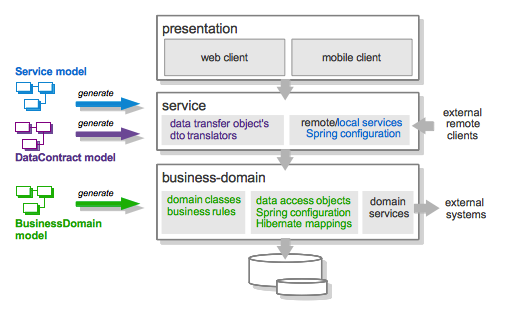 presentation
web client
mobile client
Service model
generate
service
data transfer object's
dto translators
remote/local services
Spring configuration
external
remote
clients
generate
DataContract model
business-domain
generate
domain classes
business rules
data access objects
Spring configuration
Hibernate mappings
domain
services
external
systems
BusinessDomain
model